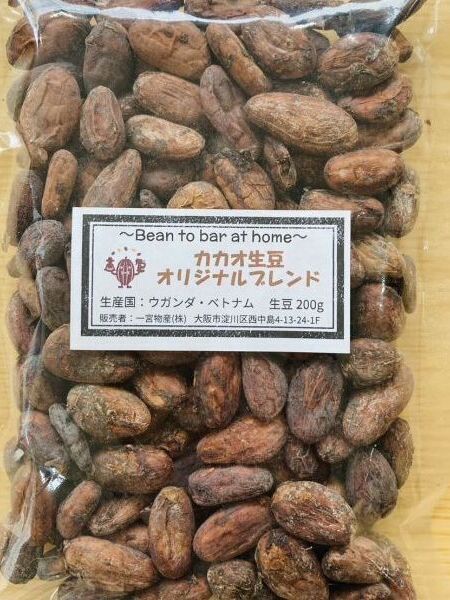 ～Bean to bar at home～
カカオ生豆
オリジナルブレンド
生産国：ウガンダ・ベトナム　生豆 200g
販売者：一宮物産(株)　大阪市淀川区西中島4-13-24-1F